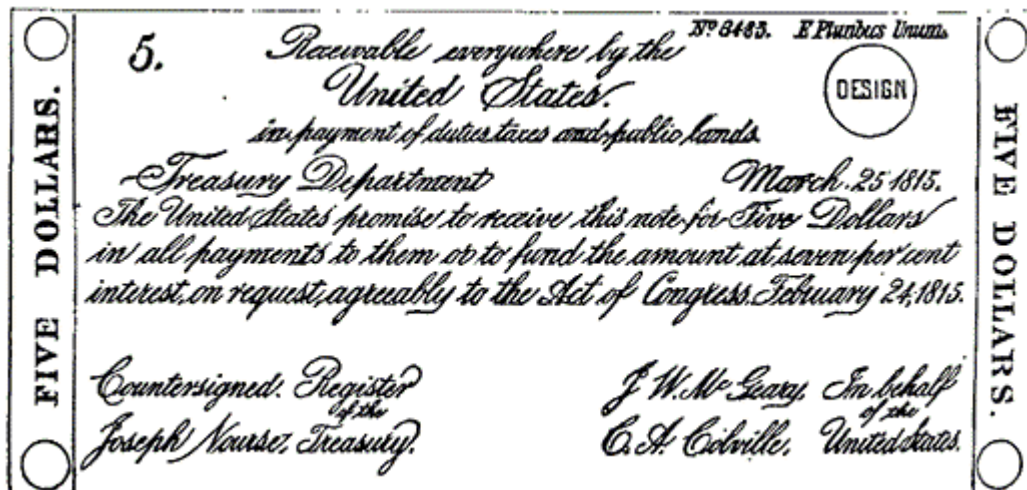 FIVE DOLLARS.
5.
Nº 8483. E Pluribus Unum.
Receivable everywhere by the
United States.
in payment of duties taxes and public lands
DESIGN
Treasury Department March. 25 1815.
The United States promise to receive this note for Five Dollars
in all payments to them or to fund the amount at seven per cent
interest, on request, agreeably to the Act of Congress. February 24, 1815.
Countersigned. Register
of the
Joseph Nourse. Treasury.
J. W. Mc Geary. In behalf
of the
C. A. Colville. United States.
FIVE DOLLARS.